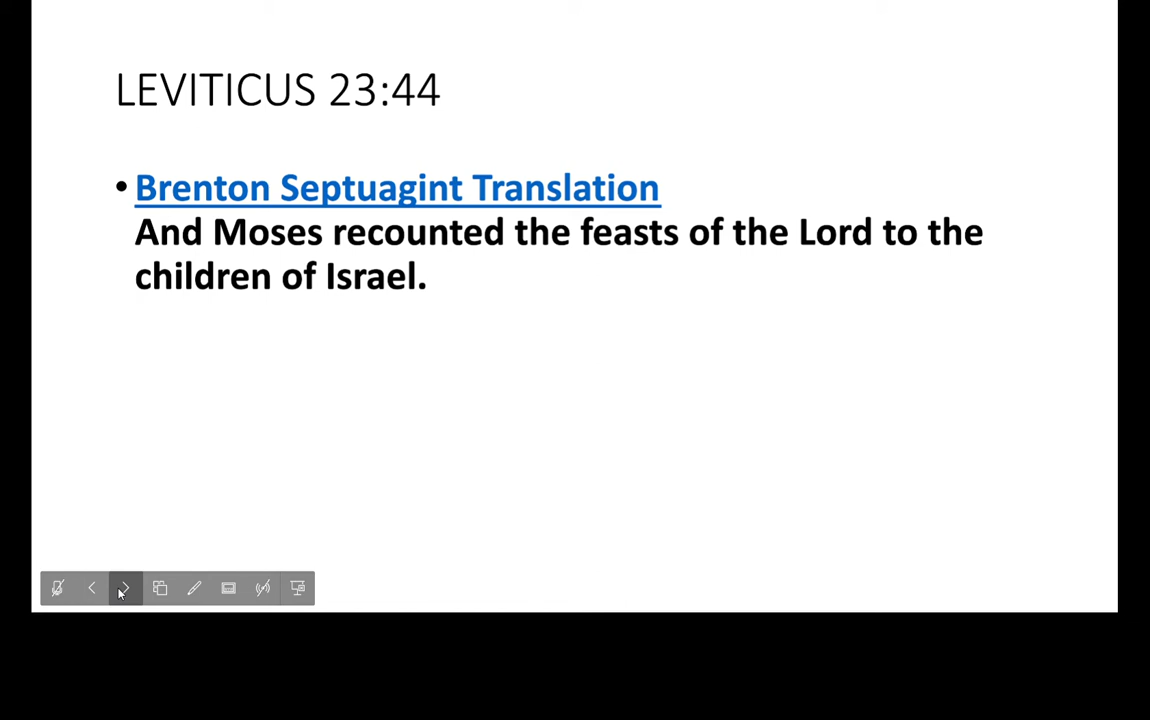 LEVITICUS 23:44
• Brenton Septuagint Translation
And Moses recounted the feasts of the Lord to the
children of Israel.